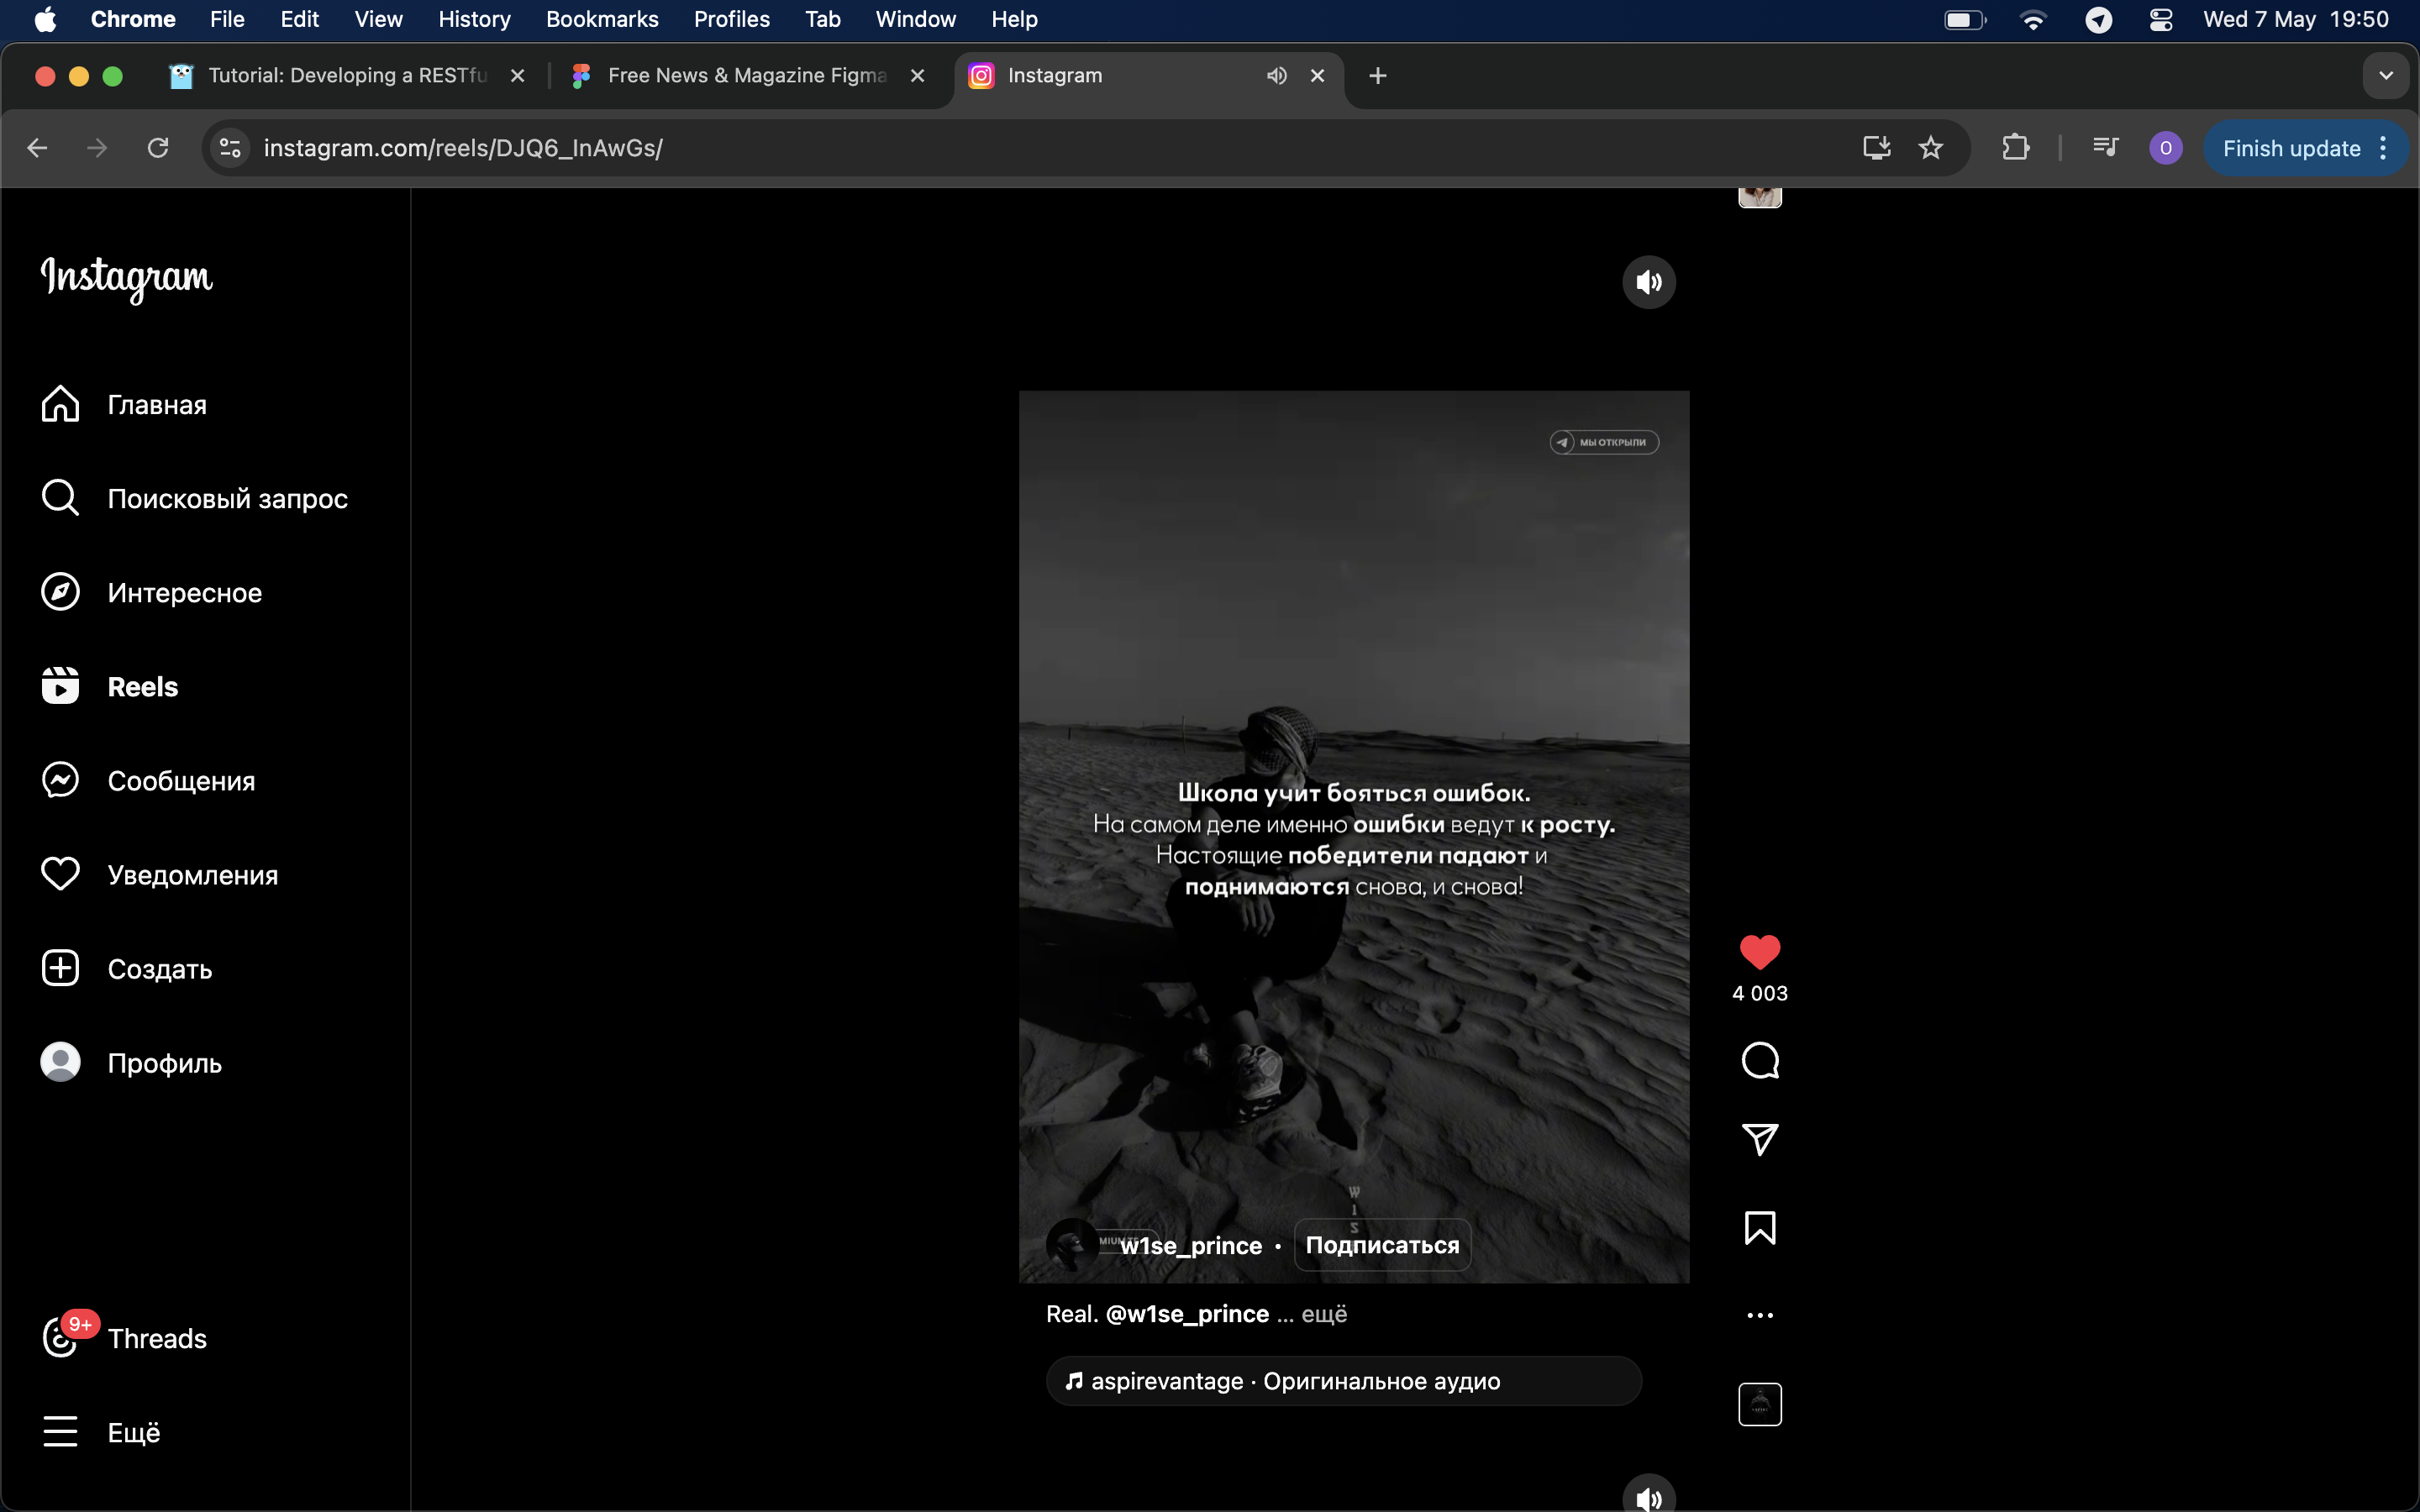 Chrome File Edit View History Bookmarks Profiles Tab Window Help Wed 7 May 19:50
Tutorial: Developing a RESTfu Free News & Magazine Figma Instagram
instagram.com/reels/DJQ6_InAwGs/ O Finish update
Instagram
Главная
Поисковый запрос
Интересное
Reels
Сообщения
Уведомления
Создать
Профиль
9+
Threads
Ещё
МЫ ОТКРЫЛИ
Школа учит бояться ошибок.
На самом деле именно ошибки ведут к росту.
Настоящие победители падают и
поднимаются снова, и снова!
W
1
S
w1se_prince • Подписаться
Real. @w1se_prince ... ещё
aspirevantage · Оригинальное аудио
4 003